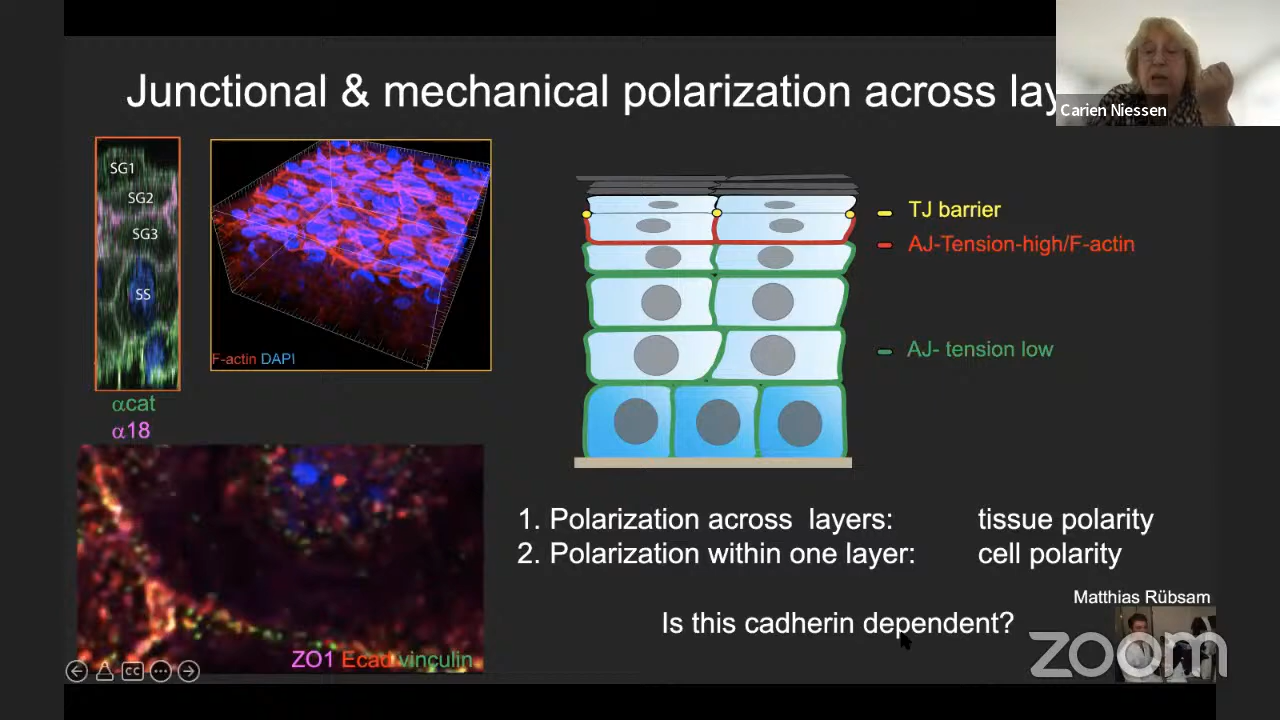 Junctional & mechanical polarization across lay
Carien Niessen
SG1
SG2
SG3
SS
αcat
α18
F-actin DAPI
TJ barrier
AJ-Tension-high/F-actin
AJ- tension low
ZO1 Ecad vinculin
1. Polarization across layers: tissue polarity
2. Polarization within one layer: cell polarity
Is this cadherin dependent?
Matthias Rübsam
CC
zoom